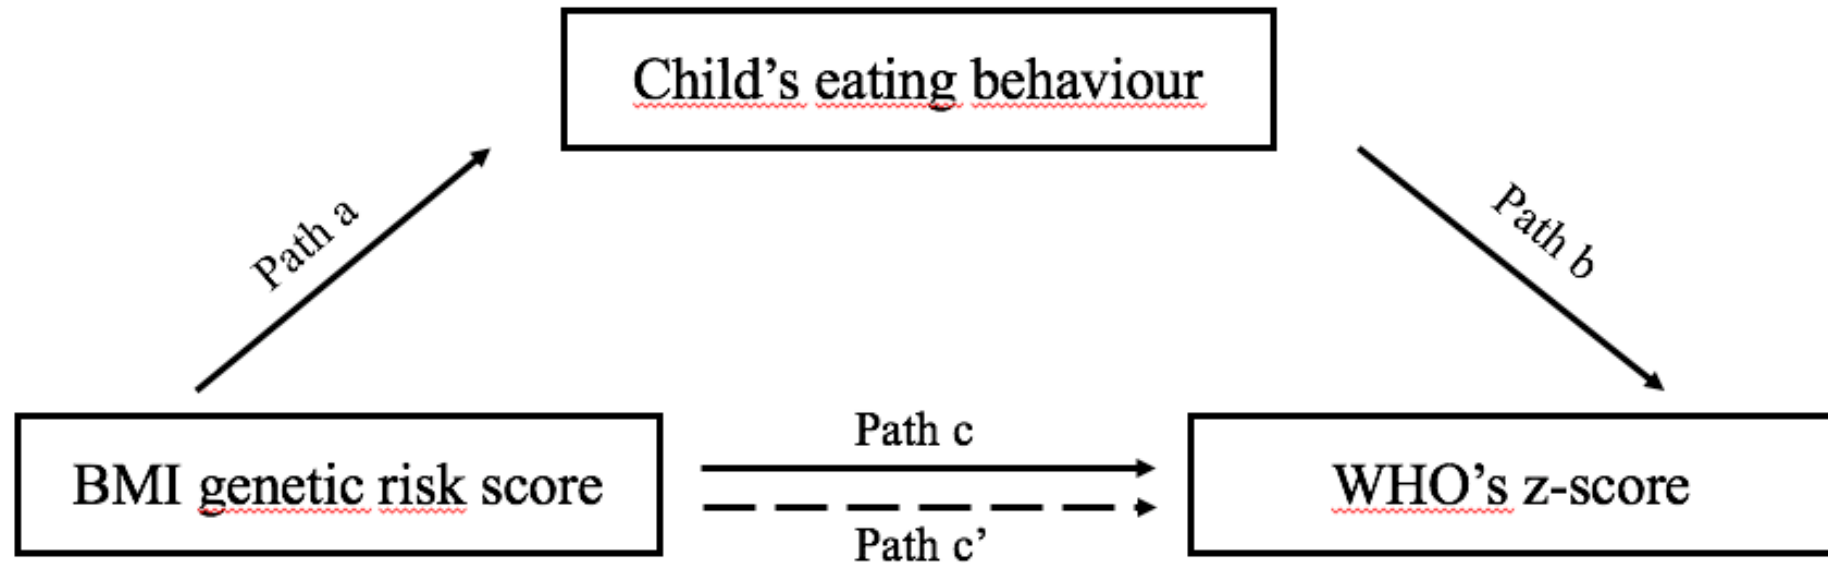 Child’s eating behaviour
Path a
Path b
Path c
BMI genetic risk score
WHO’s z-score
Path c’